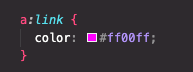 a:link {
  color: #ff00ff;
}